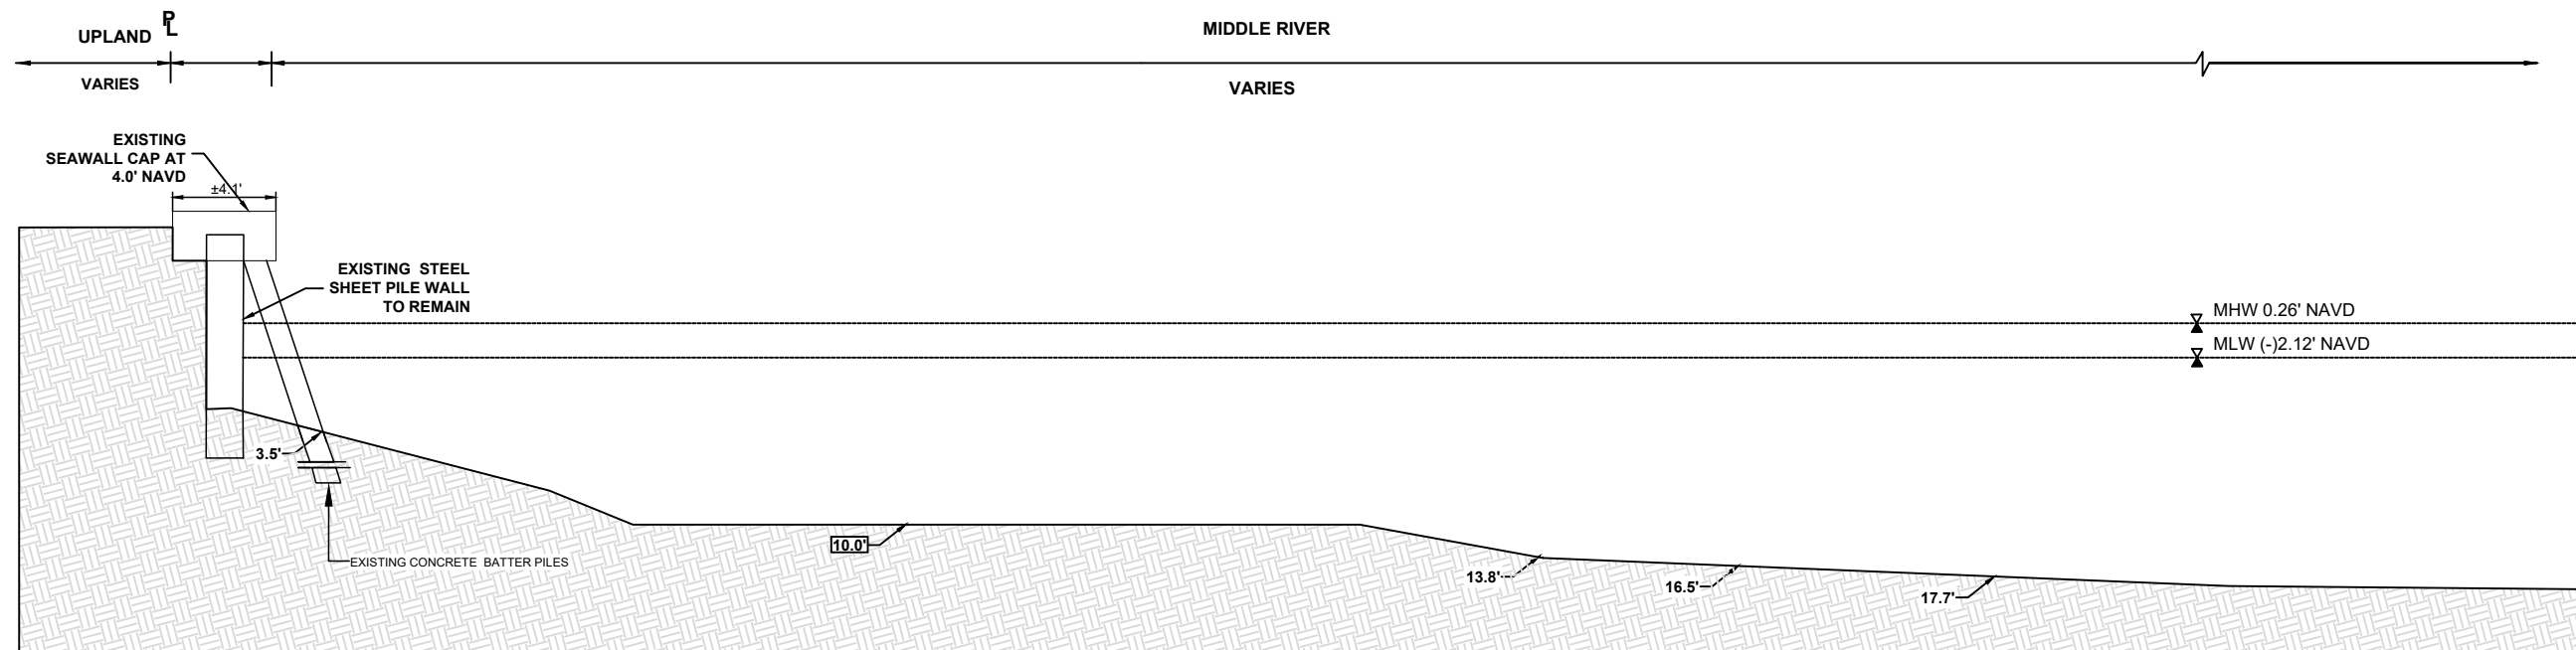 UPLAND
PL
MIDDLE RIVER
VARIES
VARIES
EXISTING
SEAWALL CAP AT
4.0' NAVD
±4.1'
EXISTING STEEL
SHEET PILE WALL
TO REMAIN
MHW 0.26' NAVD
MLW (-)2.12' NAVD
3.5'
10.0'
EXISTING CONCRETE BATTER PILES
13.8'
16.5'
17.7'